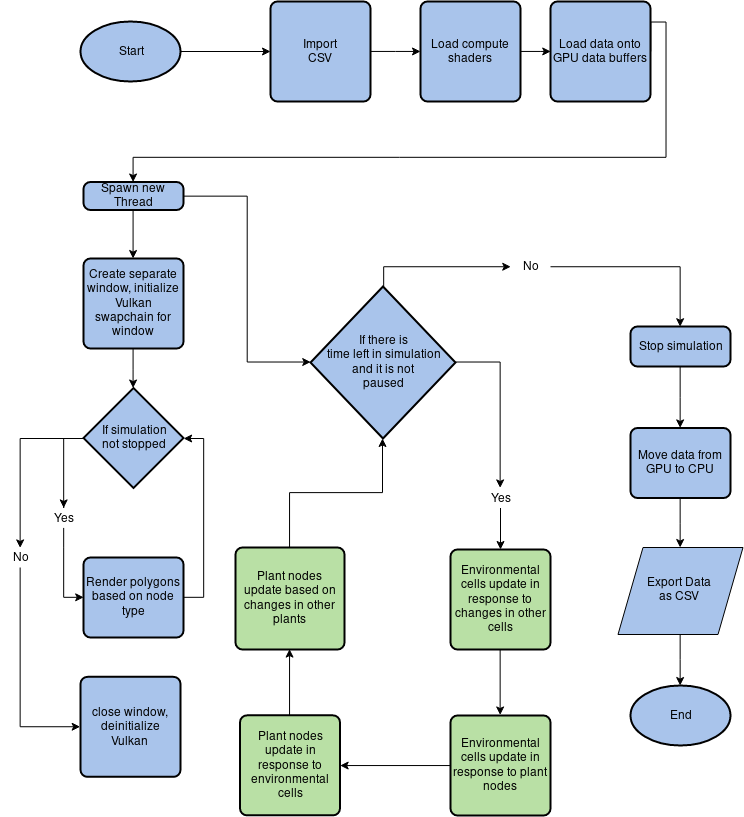 Start
Import
CSV
Load compute
shaders
Load data onto
GPU data buffers
Spawn new
Thread
Create separate
window, initialize
Vulkan
swapchain for
window
If simulation
not stopped
Yes
No
Render polygons
based on node
type
close window,
deinitialize
Vulkan
If there is
time left in simulation
and it is not
paused
No
Yes
Stop simulation
Move data from
GPU to CPU
Export Data
as CSV
End
Environmental
cells update in
response to
changes in other
cells
Environmental
cells update in
response to plant
nodes
Plant nodes
update in
response to
environmental
cells
Plant nodes
update based on
changes in other
plants